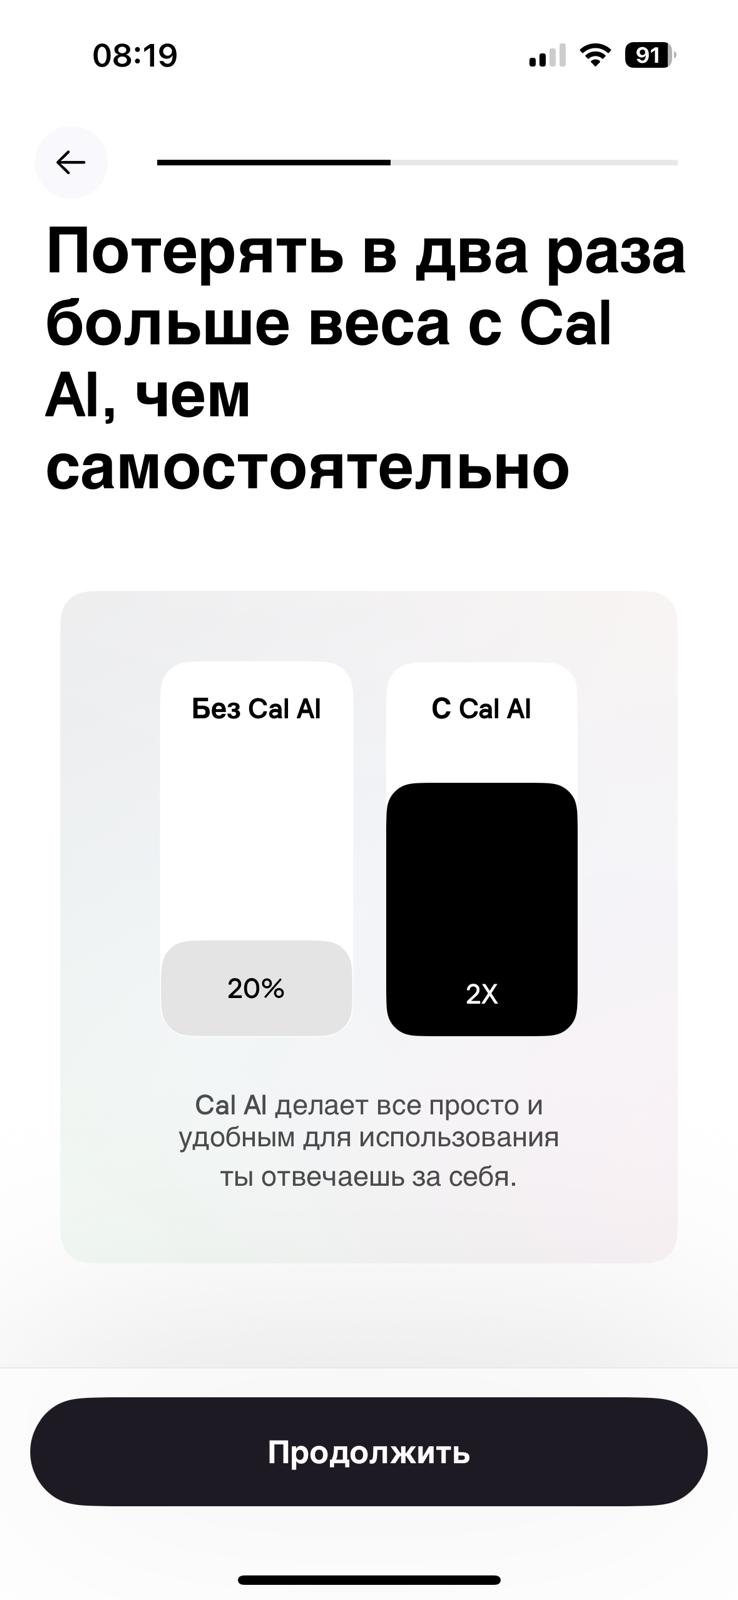 08:19
91
Потерять в два раза
больше веса с Cal
AI, чем
самостоятельно
Без Cal AI
С Cal AI
20%
2X
Cal AI делает все просто и
удобным для использования
ты отвечаешь за себя.
Продолжить